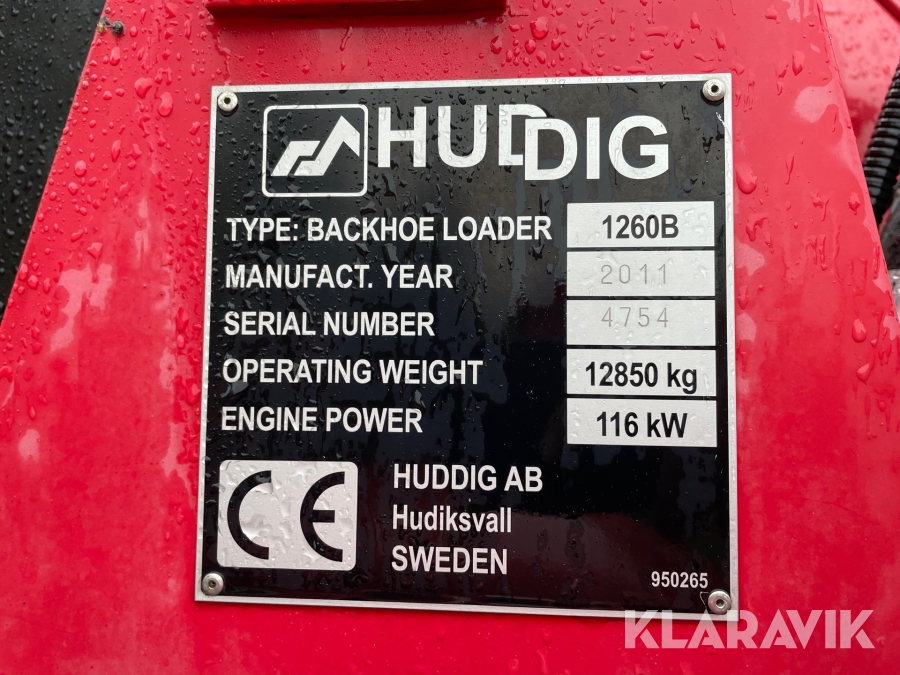 HUDDIG
TYPE: BACKHOE LOADER 1260B
MANUFACT. YEAR 2011
SERIAL NUMBER 4754
OPERATING WEIGHT 12850 kg
ENGINE POWER 116 kW
CE
HUDDIG AB
Hudiksvall
SWEDEN
950265
KLARAVIK